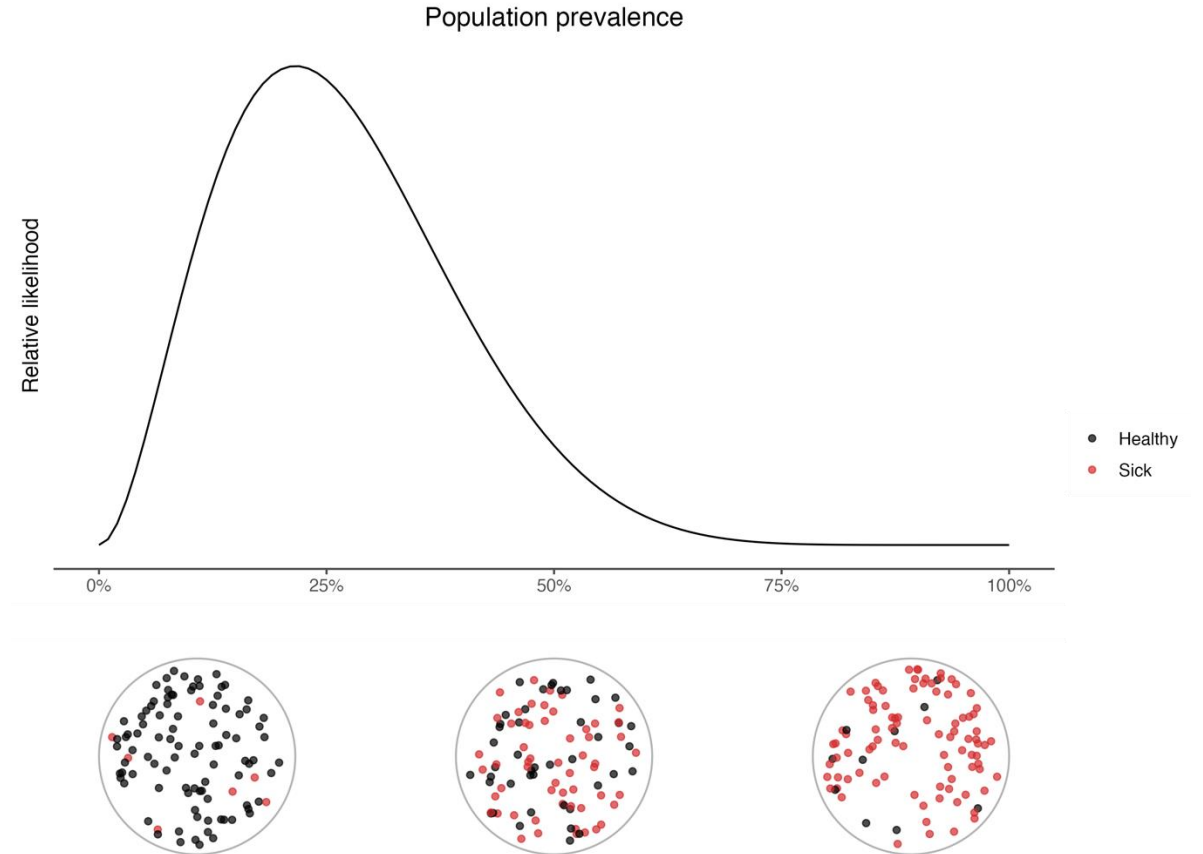 Population prevalence
Relative likelihood
Healthy
Sick
0% 25% 50% 75% 100%